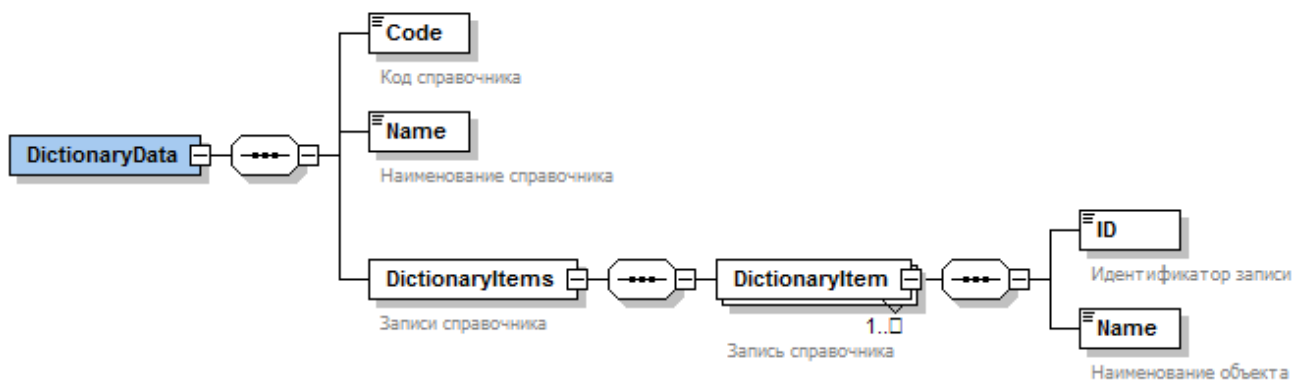 Code
Код справочника
Name
Наименование справочника
DictionaryData
DictionaryItems
Записи справочника
DictionaryItem
1..□
Запись справочника
ID
Идентификатор записи
Name
Наименование объекта